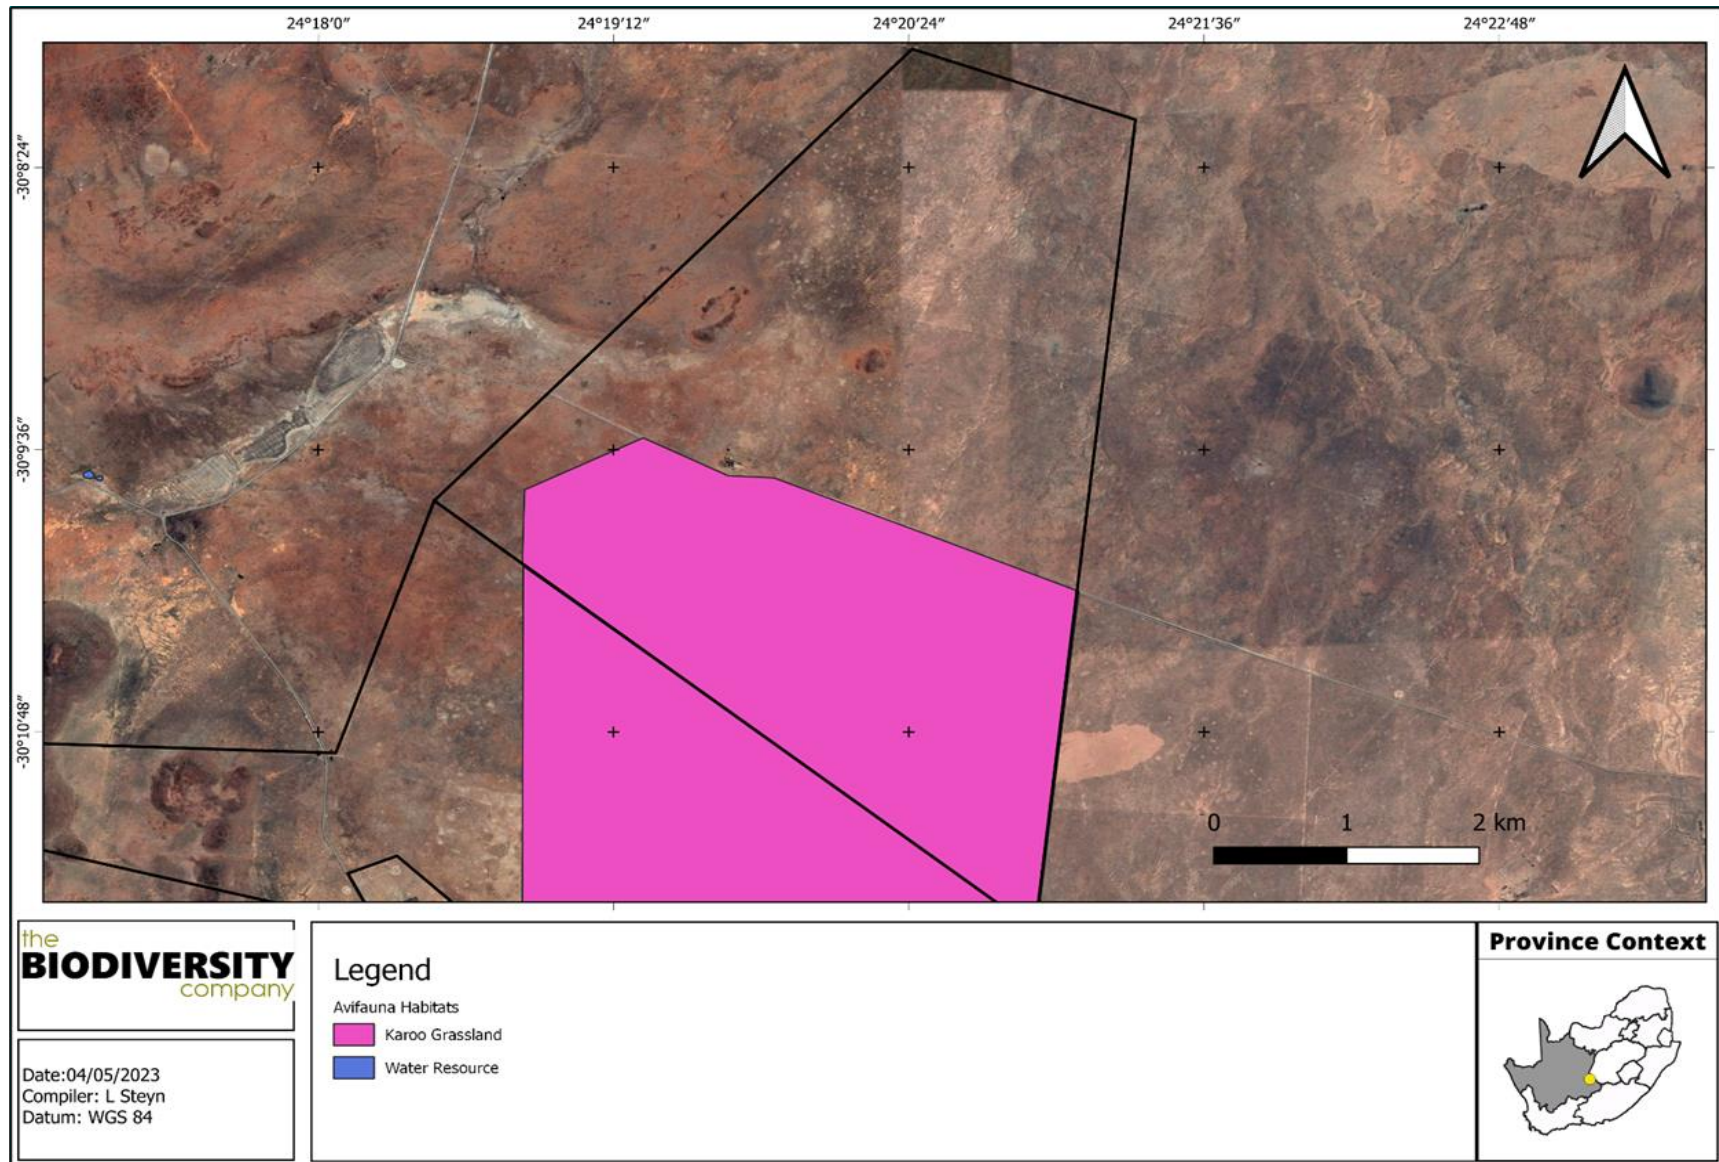 24°18′0″ 24°19′12″ 24°20′24″ 24°21′36″ 24°22′48″
-30°8′24″
-30°9′36″
-30°10′48″
0 1 2 km
the
BIODIVERSITY
company
Date:04/05/2023
Compiler: L Steyn
Datum: WGS 84
Legend
Avifauna Habitats
Karoo Grassland
Water Resource
Province Context